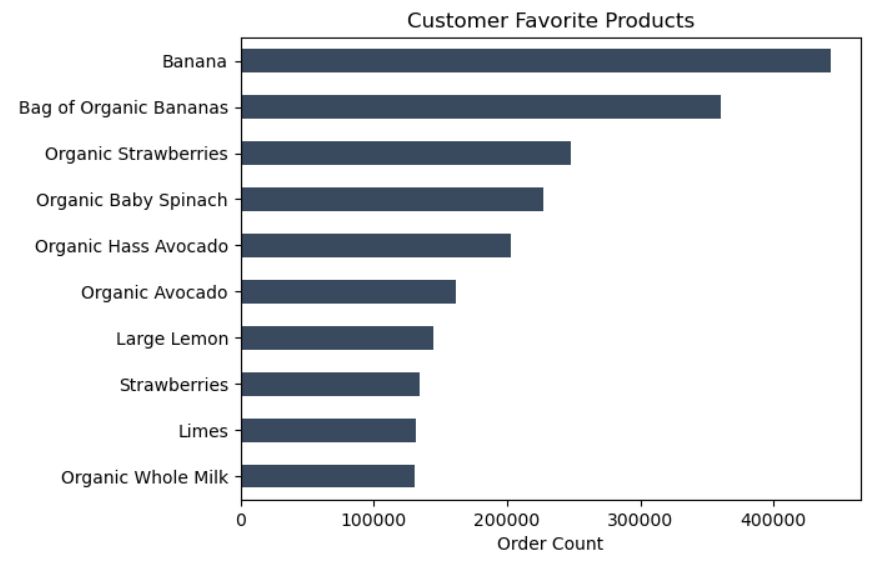 Customer Favorite Products
Banana
Bag of Organic Bananas
Organic Strawberries
Organic Baby Spinach
Organic Hass Avocado
Organic Avocado
Large Lemon
Strawberries
Limes
Organic Whole Milk
0 100000 200000 300000 400000
Order Count